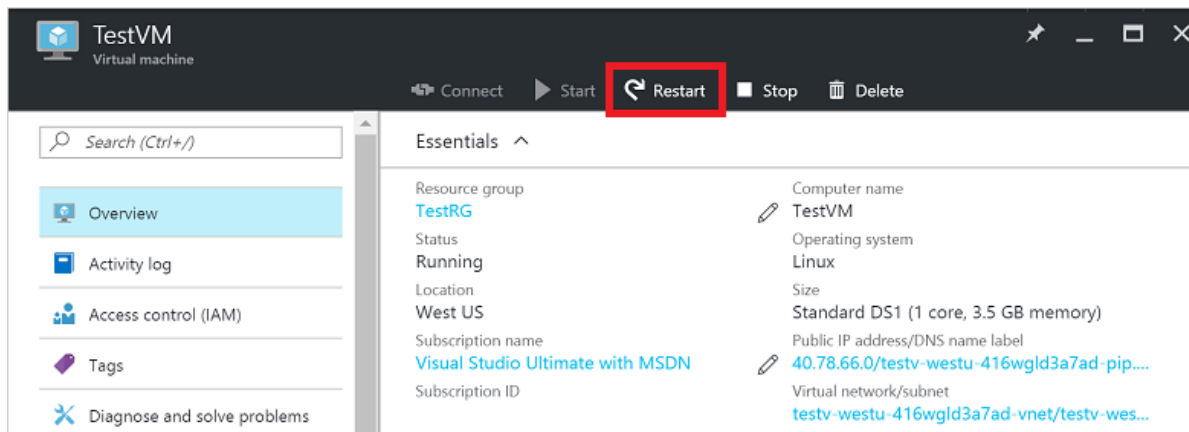 TestVM
Virtual machine
Connect
Start
Restart
Stop
Delete
Search (Ctrl+/)
Overview
Activity log
Access control (IAM)
Tags
Diagnose and solve problems
Essentials
Resource group
TestRG
Status
Running
Location
West US
Subscription name
Visual Studio Ultimate with MSDN
Subscription ID
Computer name
TestVM
Operating system
Linux
Size
Standard DS1 (1 core, 3.5 GB memory)
Public IP address/DNS name label
40.78.66.0/testv-westu-416wgld3a7ad-pip....
Virtual network/subnet
testv-westu-416wgld3a7ad-vnet/testv-wes...